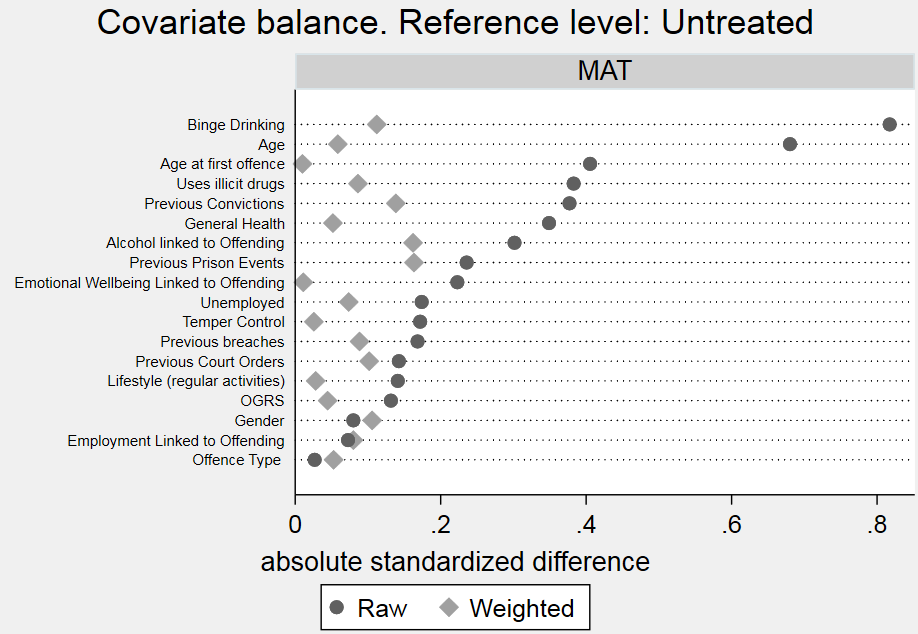 Covariate balance. Reference level: Untreated
MAT
Binge Drinking
Age
Age at first offence
Uses illicit drugs
Previous Convictions
General Health
Alcohol linked to Offending
Previous Prison Events
Emotional Wellbeing Linked to Offending
Unemployed
Temper Control
Previous breaches
Previous Court Orders
Lifestyle (regular activities)
OGRS
Gender
Employment Linked to Offending
Offence Type
0 .2 .4 .6 .8
absolute standardized difference
Raw Weighted